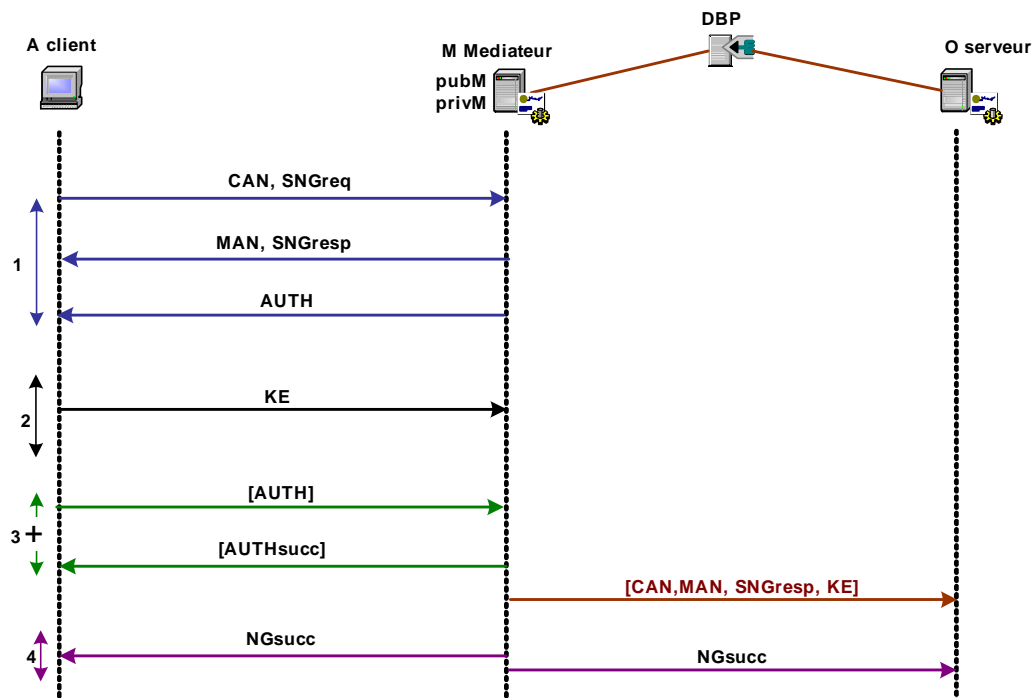 DBP
A client
M Mediateur
O serveur
pubM
privM
CAN, SNGreq
MAN, SNGresp
1
AUTH
KE
2
[AUTH]
3 +
[AUTHsucc]
[CAN,MAN, SNGresp, KE]
NGsucc
4
NGsucc